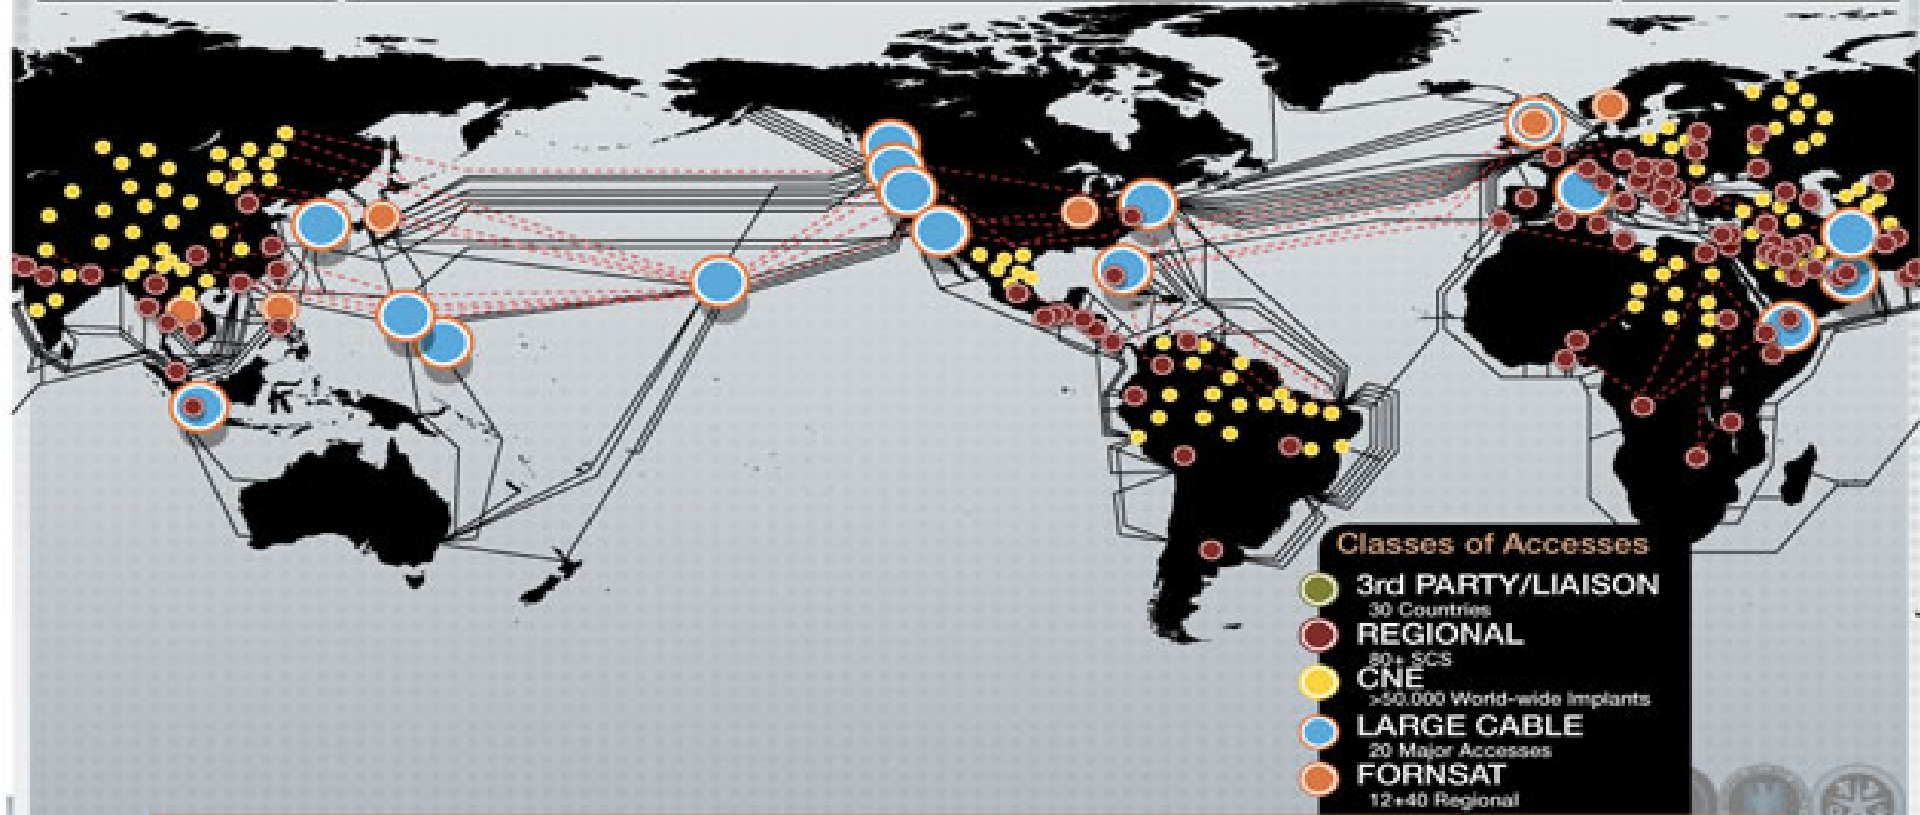 Classes of Accesses
3rd PARTY/LIAISON
30 Countries
REGIONAL
80+ SCS
CNE
>50.000 World-wide Implants
LARGE CABLE
20 Major Accesses
FORNSAT
12+40 Regional